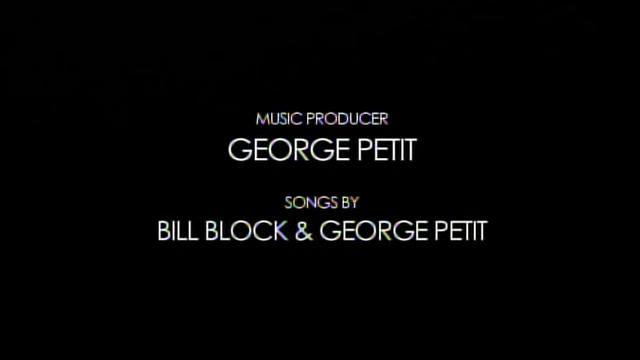 MUSIC PRODUCER
GEORGE PETIT
SONGS BY
BILL BLOCK & GEORGE PETIT